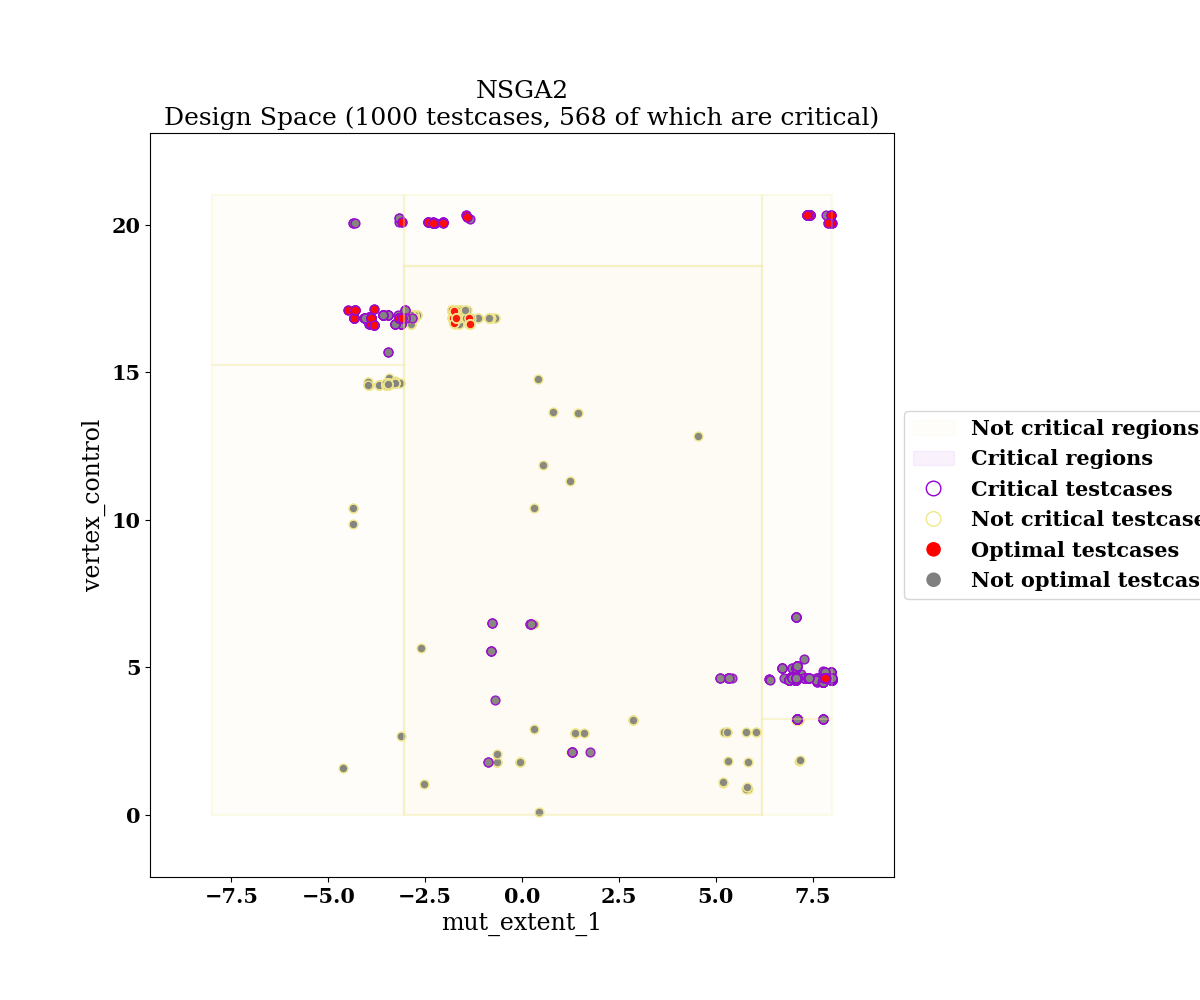 NSGA2
Design Space (1000 testcases, 568 of which are critical)
20
15
10
5
0
vertex_control
−7.5
−5.0
−2.5
0.0
2.5
5.0
7.5
mut_extent_1
Not critical regions
Critical regions
Critical testcases
Not critical testcase
Optimal testcases
Not optimal testcas